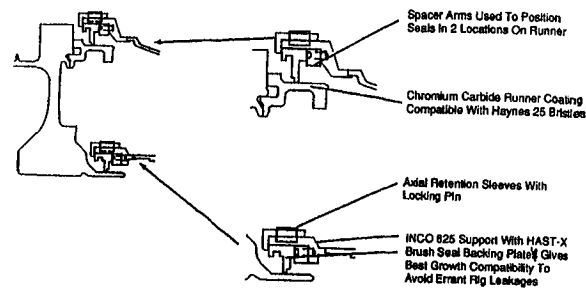 Spacer Arms Used To Position
Seals In 2 Locations On Runner
Chromium Carbide Runner Coating
Compatible With Haynes 25 Bristles
Axial Retention Sleeves With
Locking Pin
INCO 625 Support With HAST-X
Brush Seal Backing Plates Gives
Best Growth Compatibility To
Avoid Errant Rig Leakages